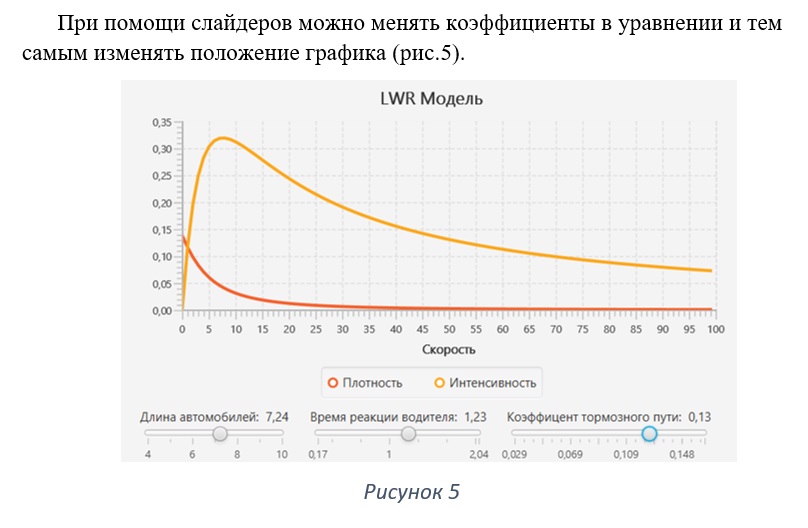 При помощи слайдеров можно менять коэффициенты в уравнении и тем
самым изменять положение графика (рис.5).
LWR Модель
0,35
0,30
0,25
0,20
0,15
0,10
0,05
0,00
0 5 10 15 20 25 30 35 40 45 50 55 60 65 70 75 80 85 90 95 100
Скорость
Плотность Интенсивность
Длина автомобилей: 7,24 Время реакции водителя: 1,23 Коэффицент тормозного пути: 0,13
4 6 8 10 0,17 1 2,04 0,029 0,069 0,109 0,148
Рисунок 5